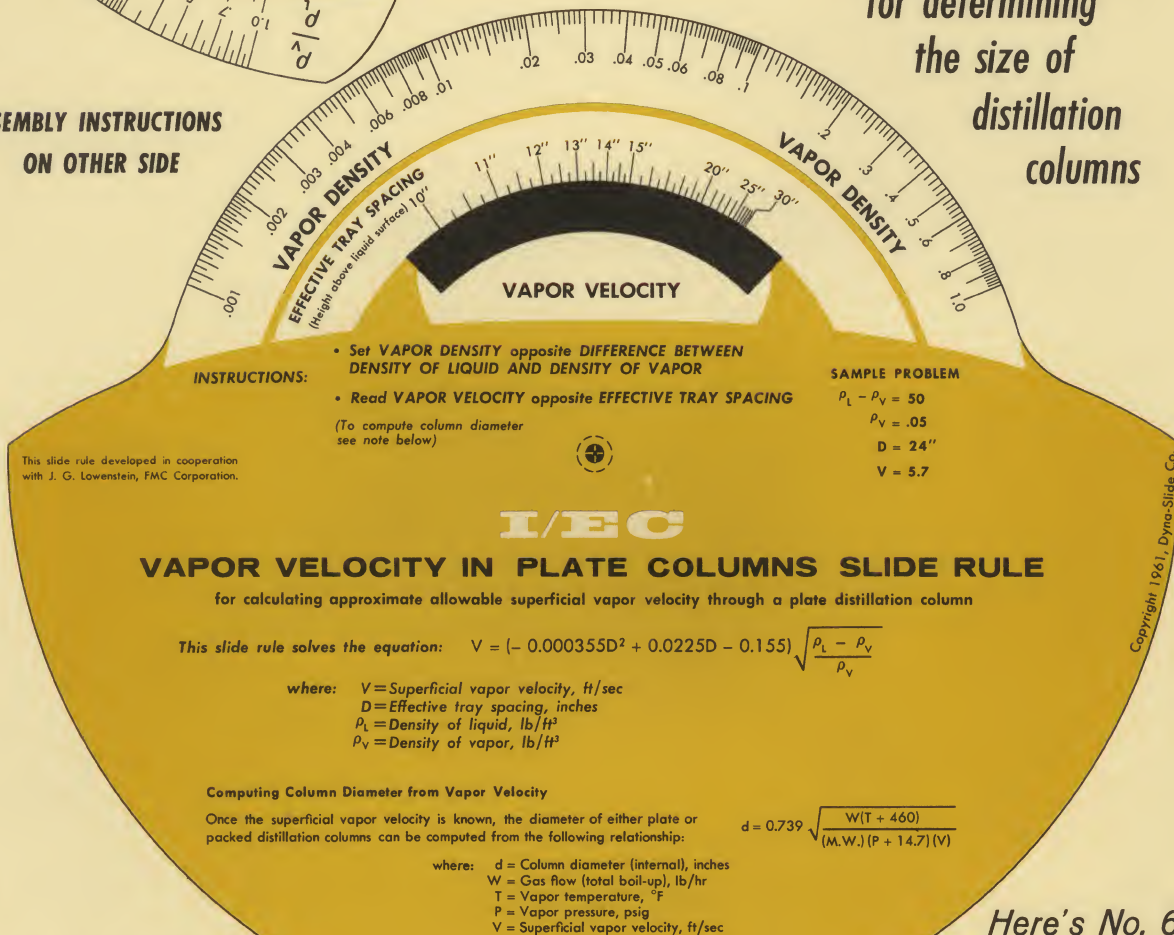 for determining
the size of
distillation
columns
ρL
ρV
1.0
.7
ASSEMBLY INSTRUCTIONS
ON OTHER SIDE
.001 .002 .003 .004 .006 .008 .01 .02 .03 .04 .05 .06 .08 .1 .2 .3 .4 .5 .6 .8 1.0
VAPOR DENSITY
VAPOR DENSITY
EFFECTIVE TRAY SPACING
(Height above liquid surface)
10" 11" 12" 13" 14" 15" 20" 25" 30"
VAPOR VELOCITY
INSTRUCTIONS:
• Set VAPOR DENSITY opposite DIFFERENCE BETWEEN
DENSITY OF LIQUID AND DENSITY OF VAPOR
• Read VAPOR VELOCITY opposite EFFECTIVE TRAY SPACING
(To compute column diameter
see note below)
SAMPLE PROBLEM
ρL – ρV = 50
ρV = .05
D = 24"
V = 5.7
This slide rule developed in cooperation
with J. G. Lowenstein, FMC Corporation.
Copyright 1961, Dyna-Slide Co.
I/EC
VAPOR VELOCITY IN PLATE COLUMNS SLIDE RULE
for calculating approximate allowable superficial vapor velocity through a plate distillation column
This slide rule solves the equation: V = (– 0.000355D² + 0.0225D – 0.155) √((ρL – ρV)/ρV)
where: V = Superficial vapor velocity, ft/sec
D = Effective tray spacing, inches
ρL = Density of liquid, lb/ft³
ρV = Density of vapor, lb/ft³
Computing Column Diameter from Vapor Velocity
Once the superficial vapor velocity is known, the diameter of either plate or
packed distillation columns can be computed from the following relationship:
d = 0.739 √(W(T + 460)/(M.W.)(P + 14.7)(V))
where: d = Column diameter (internal), inches
W = Gas flow (total boil-up), lb/hr
T = Vapor temperature, °F
P = Vapor pressure, psig
V = Superficial vapor velocity, ft/sec
Here's No. 6